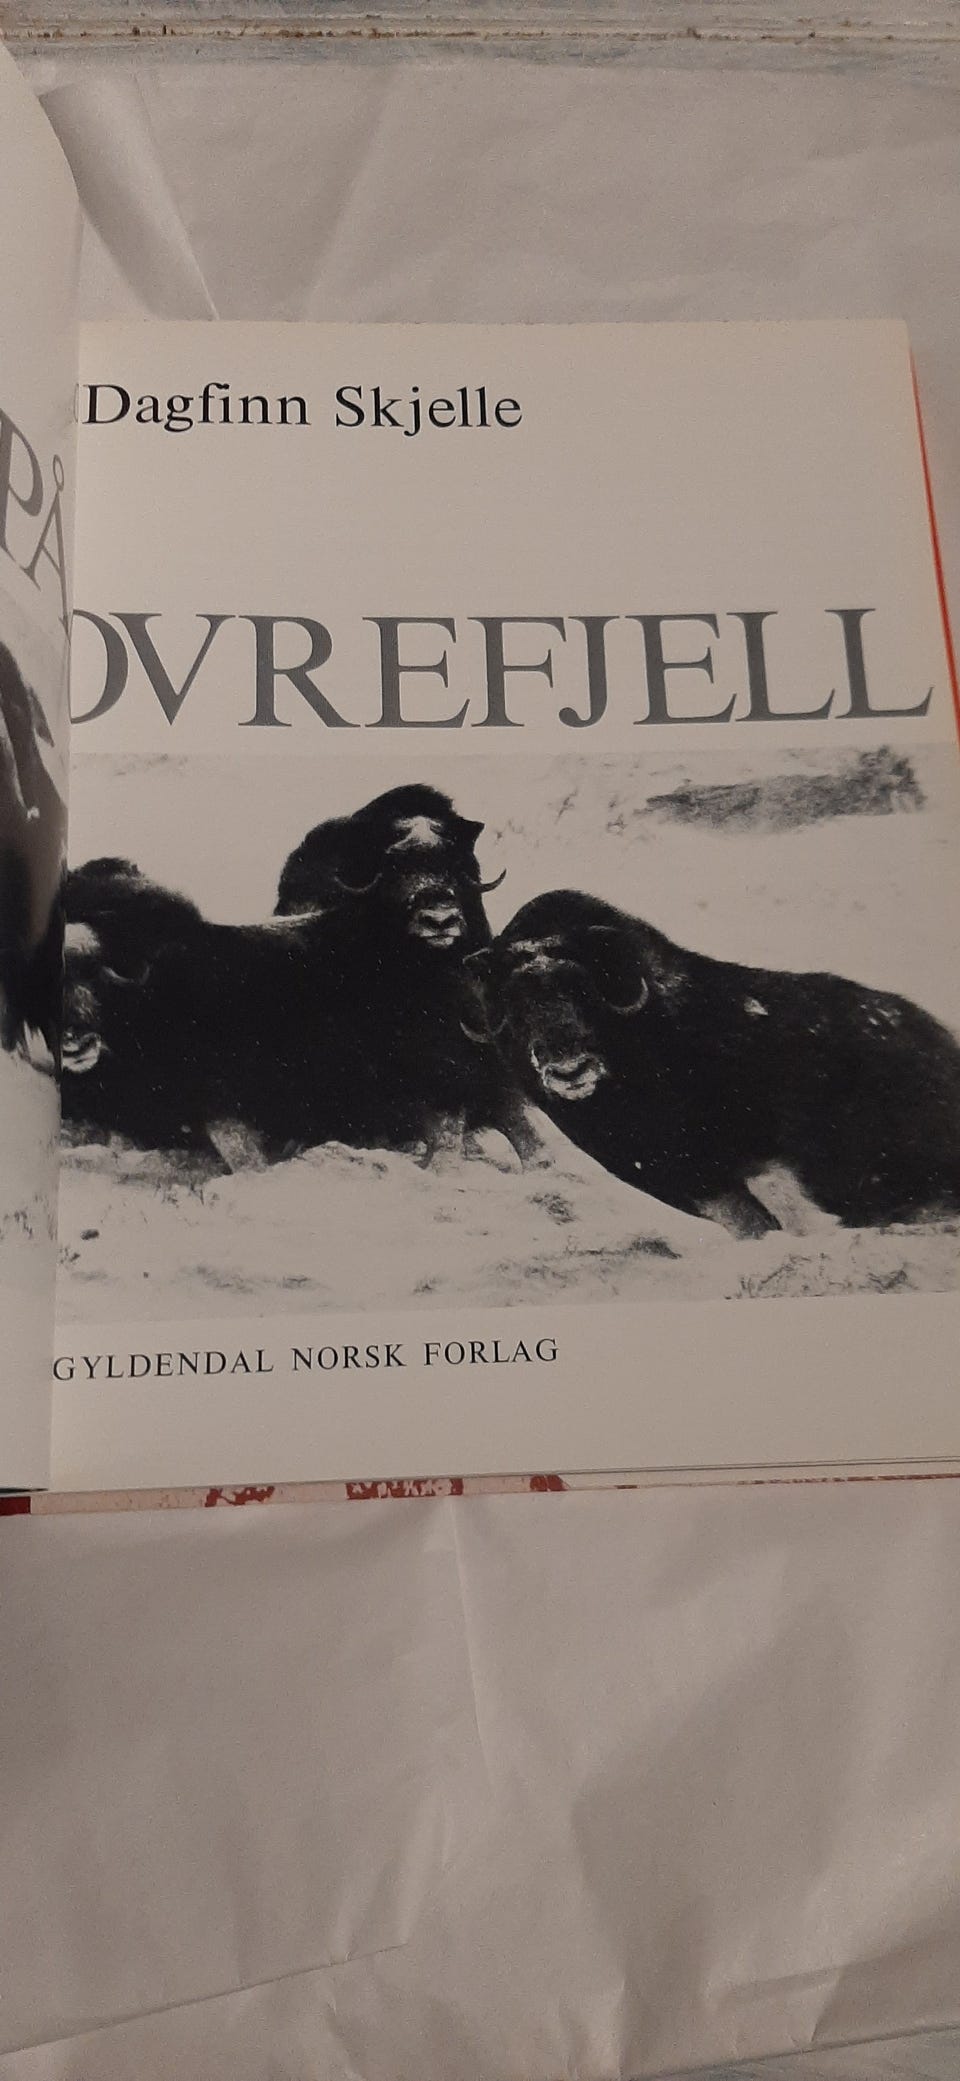 Dagfinn Skjelle
PÅ
OVREFJELL
GYLDENDAL NORSK FORLAG